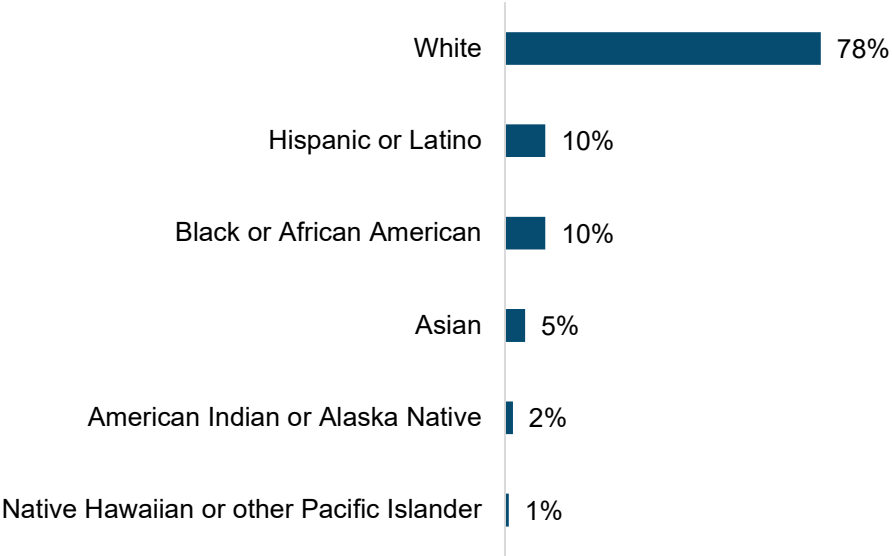 White 78%
Hispanic or Latino 10%
Black or African American 10%
Asian 5%
American Indian or Alaska Native 2%
Native Hawaiian or other Pacific Islander 1%